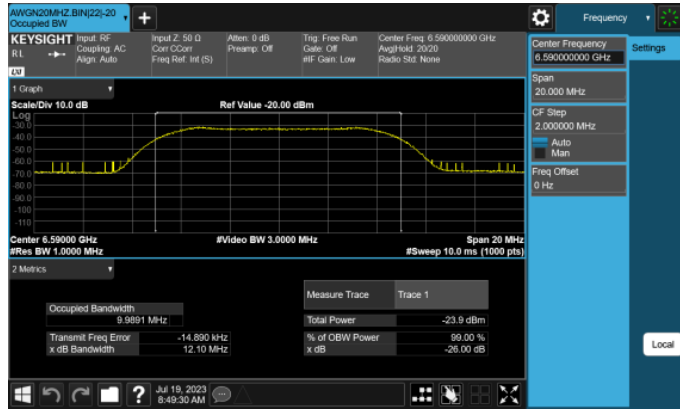 AWGN20MHZ.BIN|22|-20
Occupied BW
Frequency
KEYSIGHT
RL
Input: RF
Coupling: AC
Align: Auto
Input Z: 50 Ω
Corr CCorr
Freq Ref: Int (S)
Atten: 0 dB
Preamp: Off
Trig: Free Run
Gate: Off
#IF Gain: Low
Center Freq: 6.590000000 GHz
Avg|Hold: 20/20
Radio Std: None
LXI
1 Graph
Scale/Div 10.0 dB
Ref Value -20.00 dBm
Log
-30.0
-40.0
-50.0
-60.0
-70.0
-80.0
-90.0
-100
-110
Center 6.59000 GHz
#Video BW 3.0000 MHz
Span 20 MHz
#Res BW 1.0000 MHz
#Sweep 10.0 ms (1000 pts)
2 Metrics
Measure Trace
Trace 1
Occupied Bandwidth
9.9891 MHz
Total Power
-23.9 dBm
Transmit Freq Error
-14.890 kHz
% of OBW Power
99.00 %
x dB Bandwidth
12.10 MHz
x dB
-26.00 dB
Center Frequency
6.590000000 GHz
Settings
Span
20.000 MHz
CF Step
2.000000 MHz
Auto
Man
Freq Offset
0 Hz
Local
?
Jul 19, 2023
8:49:30 AM